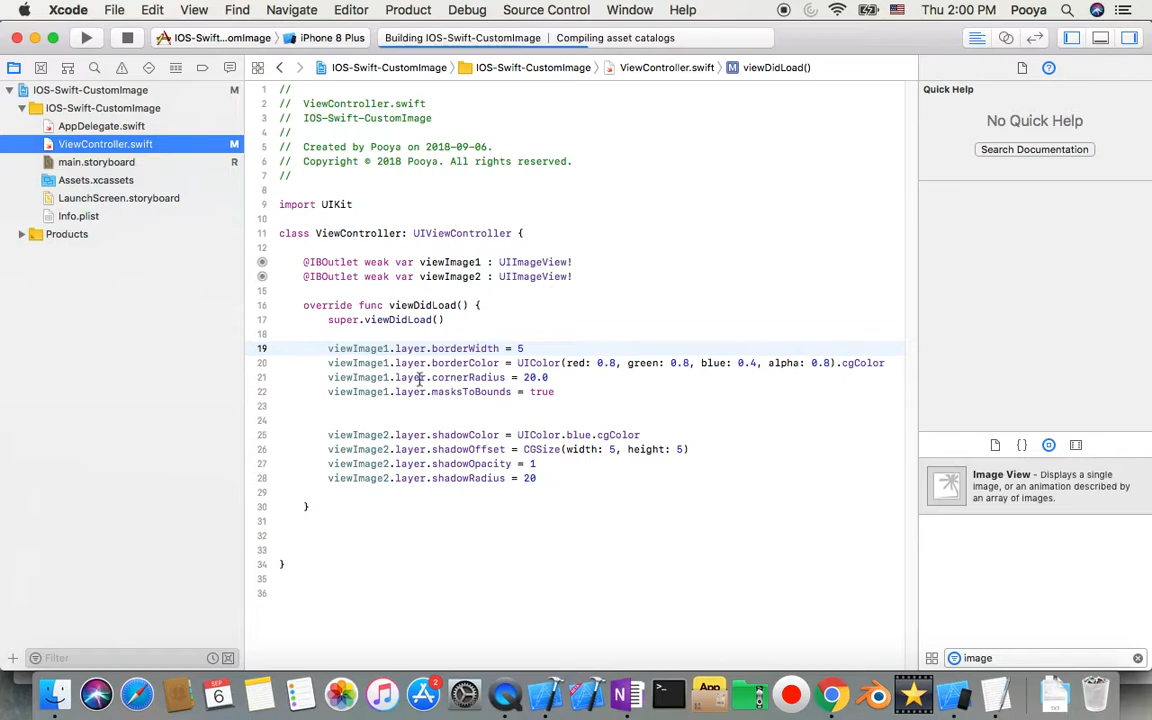 Xcode File Edit View Find Navigate Editor Product Debug Source Control Window Help Thu 2:00 PM Pooya
IOS-Swift...omImage iPhone 8 Plus Building IOS-Swift-CustomImage Compiling asset catalogs
IOS-Swift-CustomImage IOS-Swift-CustomImage ViewController.swift M viewDidLoad()
IOS-Swift-CustomImage M
IOS-Swift-CustomImage
AppDelegate.swift
ViewController.swift M
main.storyboard R
Assets.xcassets
LaunchScreen.storyboard
Info.plist
Products
Filter
1 //
2 // ViewController.swift
3 // IOS-Swift-CustomImage
4 //
5 // Created by Pooya on 2018-09-06.
6 // Copyright © 2018 Pooya. All rights reserved.
7 //
8
9 import UIKit
10
11 class ViewController: UIViewController {
12
@IBOutlet weak var viewImage1 : UIImageView!
@IBOutlet weak var viewImage2 : UIImageView!
15
16 override func viewDidLoad() {
17 super.viewDidLoad()
18
19 viewImage1.layer.borderWidth = 5
20 viewImage1.layer.borderColor = UIColor(red: 0.8, green: 0.8, blue: 0.4, alpha: 0.8).cgColor
21 viewImage1.layer.cornerRadius = 20.0
22 viewImage1.layer.masksToBounds = true
23
24
25 viewImage2.layer.shadowColor = UIColor.blue.cgColor
26 viewImage2.layer.shadowOffset = CGSize(width: 5, height: 5)
27 viewImage2.layer.shadowOpacity = 1
28 viewImage2.layer.shadowRadius = 20
29
30 }
31
32
33
34 }
35
36
Quick Help
No Quick Help
Search Documentation
{}
Image View - Displays a single
image, or an animation described by
an array of images.
image
SEP
6
2
App
TXT